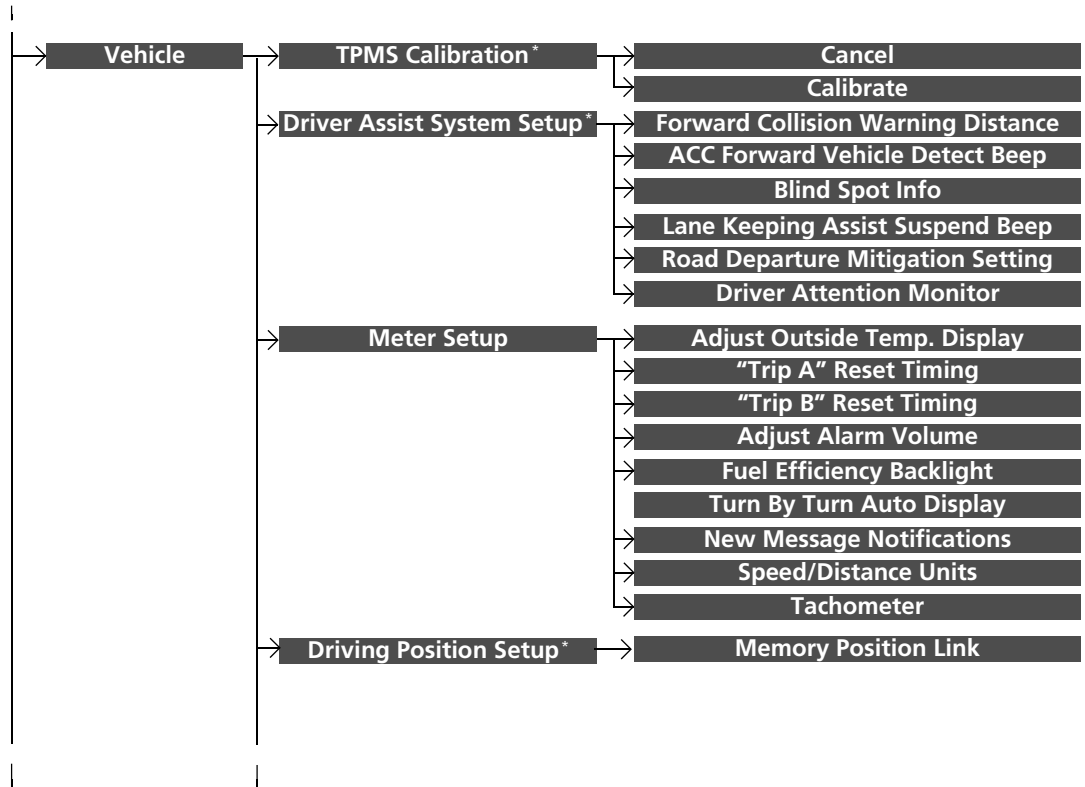 Vehicle
TPMS Calibration*
Cancel
Calibrate
Driver Assist System Setup*
Forward Collision Warning Distance
ACC Forward Vehicle Detect Beep
Blind Spot Info
Lane Keeping Assist Suspend Beep
Road Departure Mitigation Setting
Driver Attention Monitor
Meter Setup
Adjust Outside Temp. Display
“Trip A” Reset Timing
“Trip B” Reset Timing
Adjust Alarm Volume
Fuel Efficiency Backlight
Turn By Turn Auto Display
New Message Notifications
Speed/Distance Units
Tachometer
Driving Position Setup*
Memory Position Link